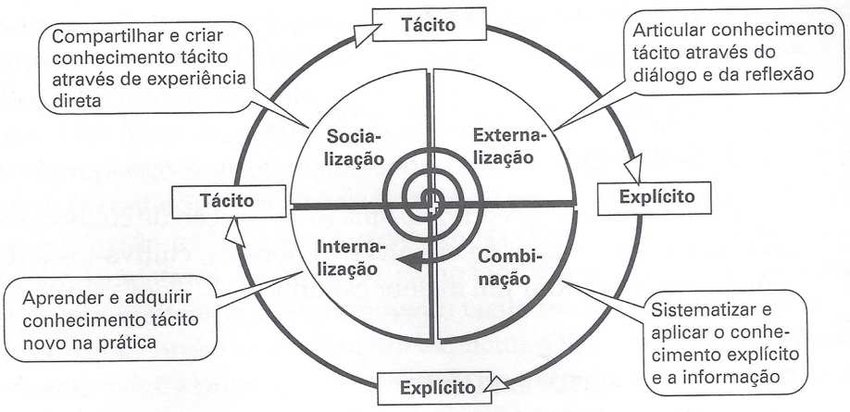 Tácito
Compartilhar e criar
conhecimento tácito
através de experiência
direta
Articular conhecimento
tácito através do
diálogo e da reflexão
Socia-
lização
Externa-
lização
Tácito
Explícito
Interna-
lização
Combi-
nação
Aprender e adquirir
conhecimento tácito
novo na prática
Sistematizar e
aplicar o conhe-
cimento explícito
e a informação
Explícito